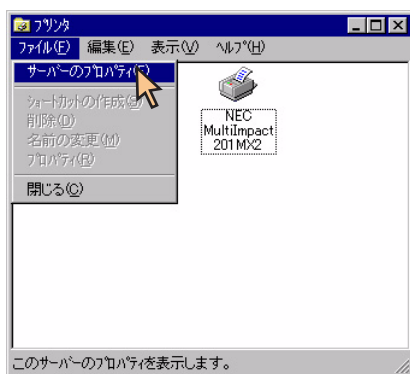 プリンタ
ファイル(F) 編集(E) 表示(V) ヘルプ(H)
サーバーのプロパティ(E)
ショートカットの作成(S)
削除(D)
名前の変更(M)
プロパティ(R)
閉じる(C)
NEC
MultiImpact
201MX2
このサーバーのプロパティを表示します。